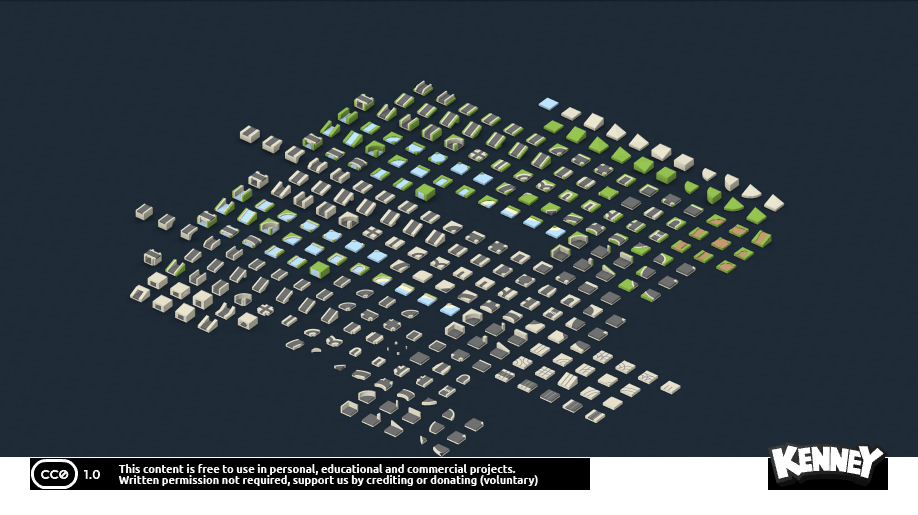 CC0 1.0
This content is free to use in personal, educational and commercial projects.
Written permission not required, support us by crediting or donating (voluntary)
KENNEY